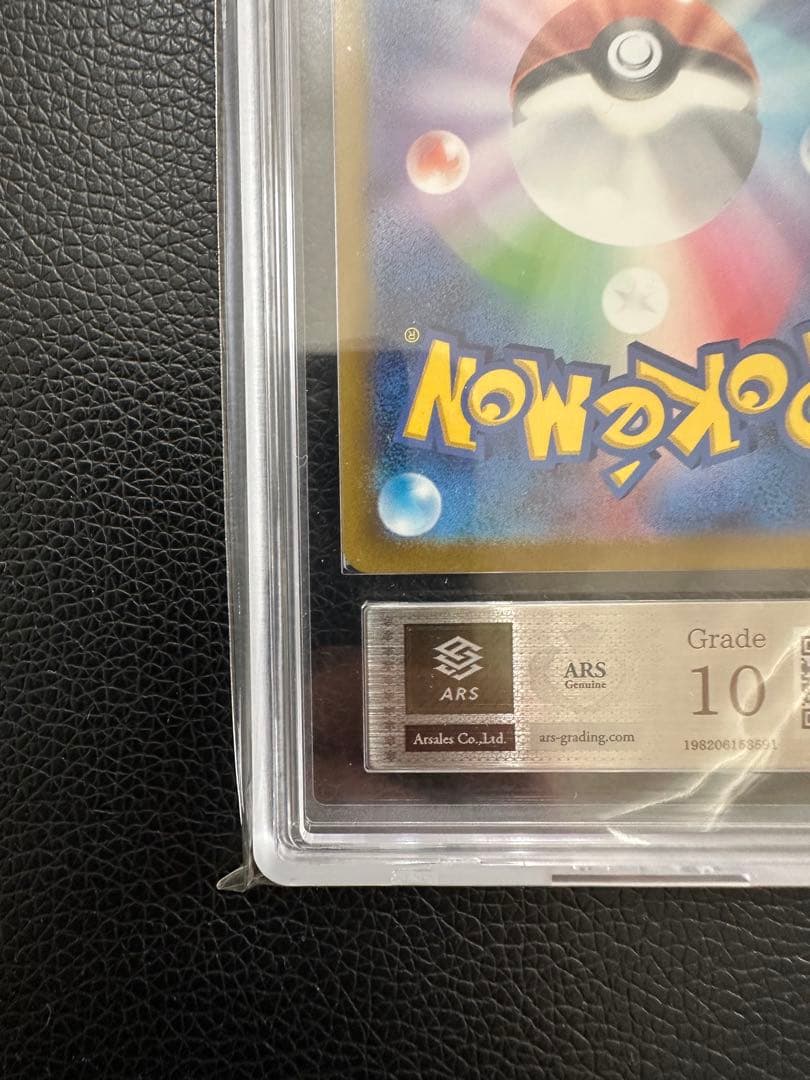 POKéMON
®
ARS
Arsales Co.,Ltd.
ARS
Genuine
ars-grading.com
Grade
10
198206153591